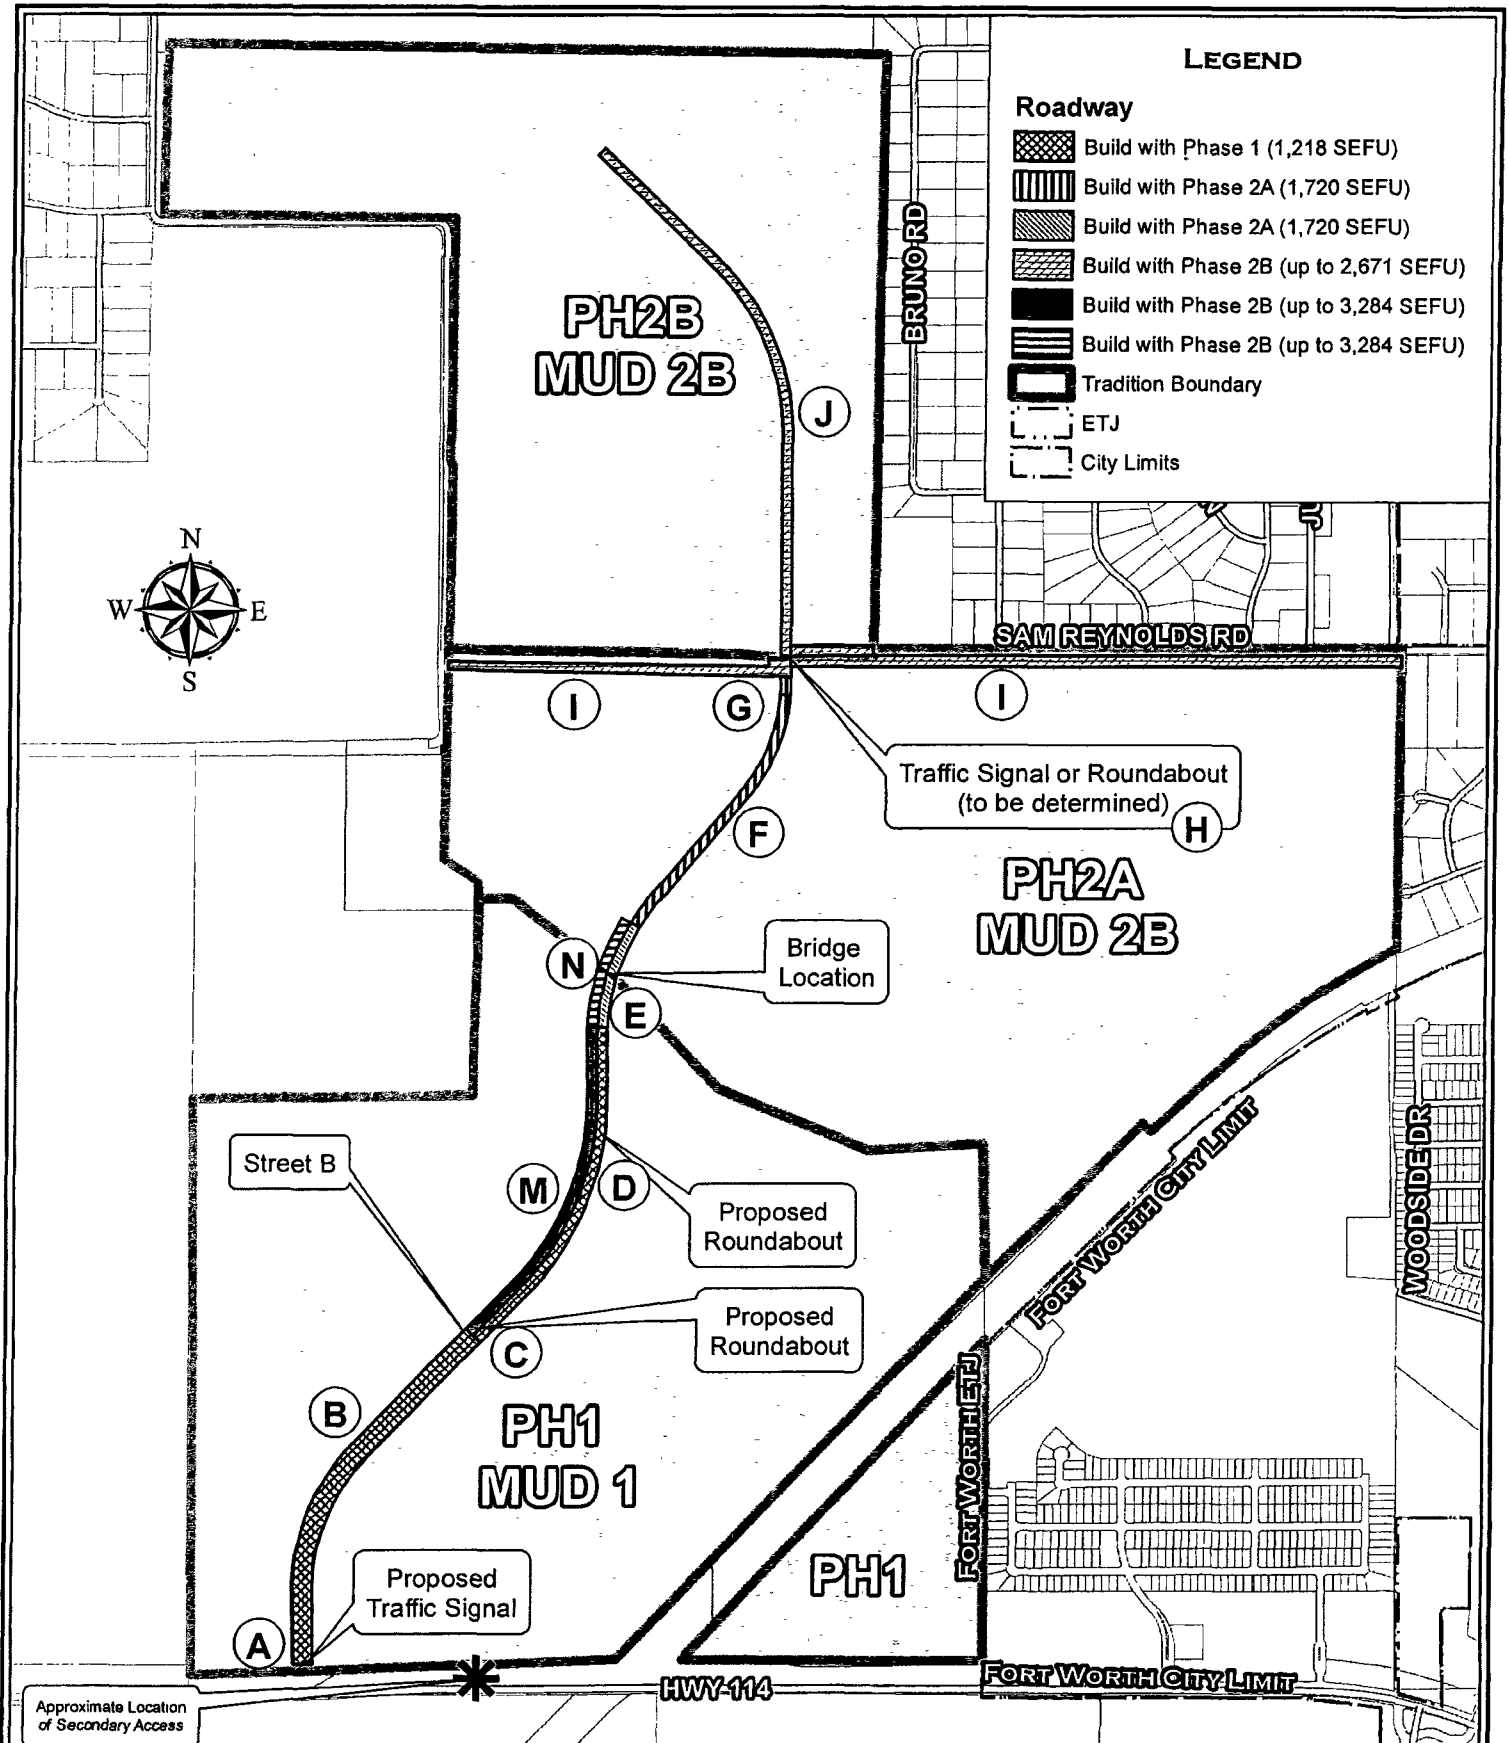 LEGEND
Roadway
Build with Phase 1 (1,218 SEFU)
Build with Phase 2A (1,720 SEFU)
Build with Phase 2A (1,720 SEFU)
Build with Phase 2B (up to 2,671 SEFU)
Build with Phase 2B (up to 3,284 SEFU)
Build with Phase 2B (up to 3,284 SEFU)
Tradition Boundary
ETJ
City Limits
BRUNO RD
PH2B
MUD 2B
J
N
W E
S
SAM REYNOLDS RD
I
G
I
Traffic Signal or Roundabout
(to be determined)
H
F
PH2A
MUD 2B
Bridge
Location
N
E
Street B
M
D
Proposed
Roundabout
FORT WORTH CITY LIMIT
WOODSIDE DR
Proposed
Roundabout
C
B
PH1
MUD 1
FORT WORTH ETJ
PH1
Proposed
Traffic Signal
A
HWY 114
FORT WORTH CITY LIMIT
Approximate Location
of Secondary Access